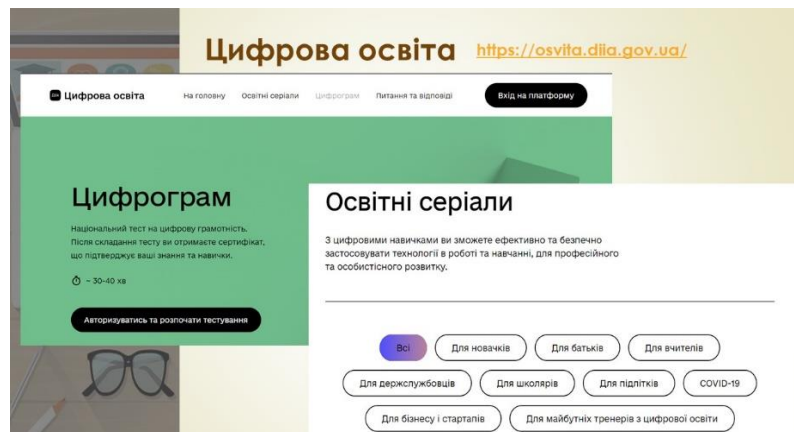 Цифрова освіта https://osvita.diia.gov.ua/
Цифрова освіта На головну Освітні серіали Цифрограм Питання та відповіді Вхід на платформу
Цифрограм
Національний тест на цифрову грамотність.
Після складання тесту ви отримаєте сертифікат,
що підтверджує ваші знання та навички.
~ 30-40 хв
Авторизуватись та розпочати тестування
Освітні серіали
З цифровими навичками ви зможете ефективно та безпечно
застосовувати технології в роботі та навчанні, для професійного
та особистісного розвитку.
Всі Для новачків Для батьків Для вчителів
Для держслужбовців Для школярів Для підлітків COVID-19
Для бізнесу і стартапів Для майбутніх тренерів з цифрової освіти